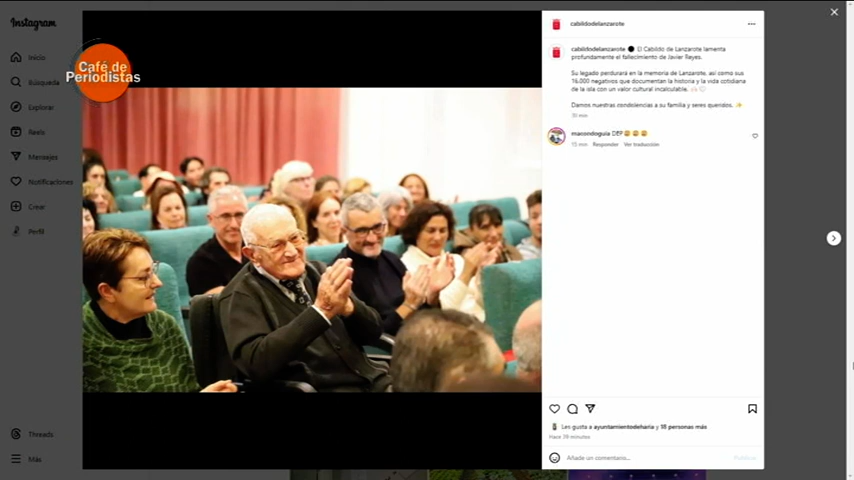 Instagram
Café de
Periodistas
Inicio
Búsqueda
Explorar
Reels
Mensajes
Notificaciones
Crear
Perfil
Threads
Más
cabildodelanzarote
cabildodelanzarote El Cabildo de Lanzarote lamenta
profundamente el fallecimiento de Javier Reyes.
Su legado perdurará en la memoria de Lanzarote, así como sus
16.000 negativos que documentan la historia y la vida cotidiana
de la isla con un valor cultural incalculable.
Damos nuestras condolencias a su familia y seres queridos.
macondoguia DEP
15 min Responder Ver traducción
Les gusta a ayuntamientodeharia y 18 personas más
Hace 39 minutos
Añade un comentario...